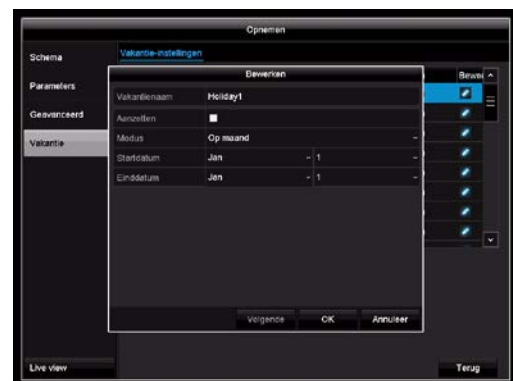 Opnemen
Schema
Vakantie-instellingen
Bewerken
Bewe
Parameters
Vakantienaam Holiday1
Geavanceerd
Aanzetten
Modus Op maand
Vakantie
Startdatum Jan 1
Einddatum Jan 1
Volgende OK Annuleer
Live view Terug